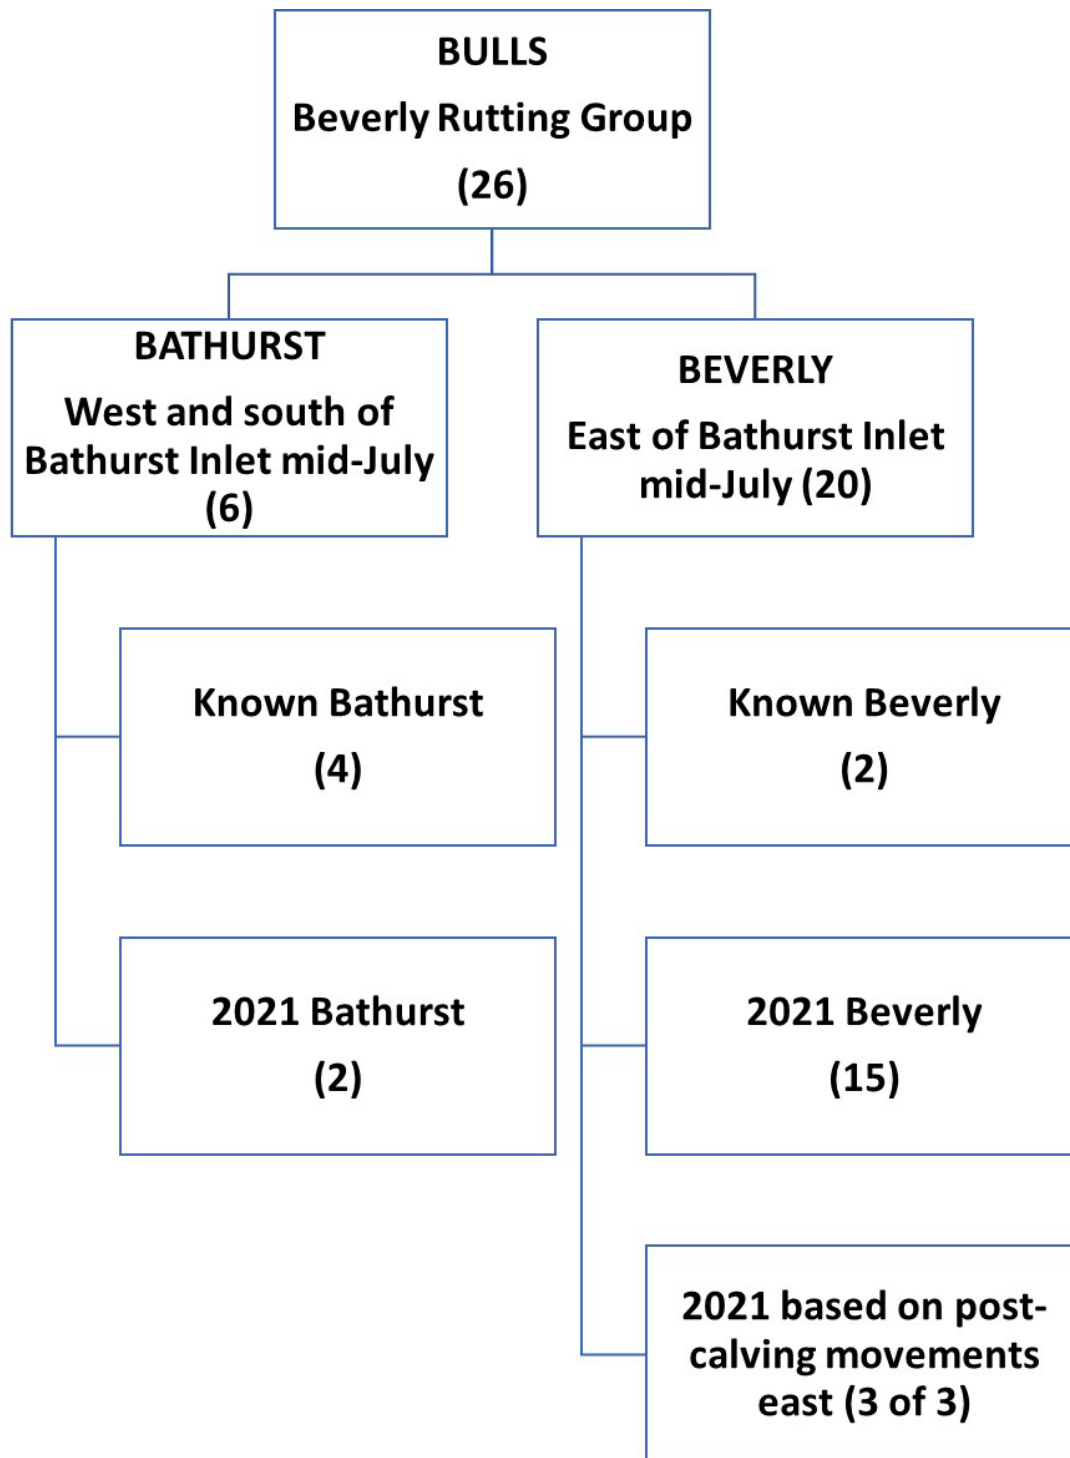 BULLS
Beverly Rutting Group
(26)
BATHURST
West and south of
Bathurst Inlet mid-July
(6)
BEVERLY
East of Bathurst Inlet
mid-July (20)
Known Bathurst
(4)
Known Beverly
(2)
2021 Bathurst
(2)
2021 Beverly
(15)
2021 based on post-
calving movements
east (3 of 3)